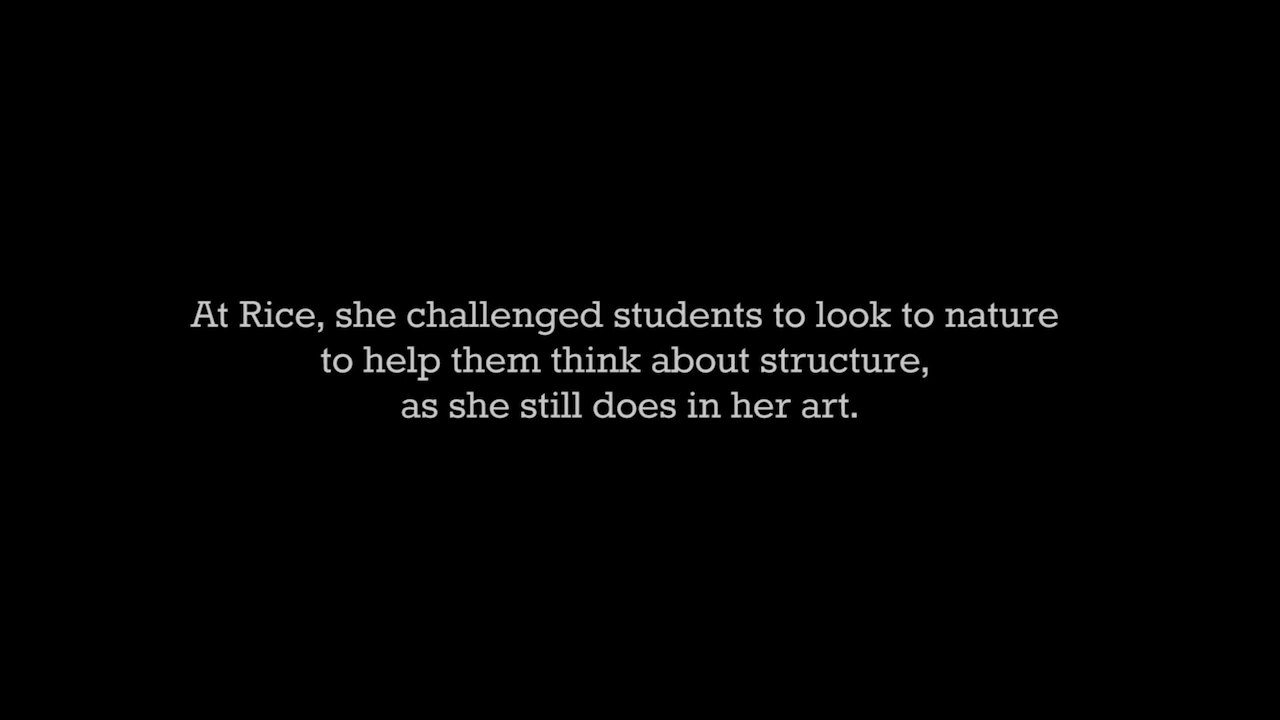 At Rice, she challenged students to look to nature
to help them think about structure,
as she still does in her art.